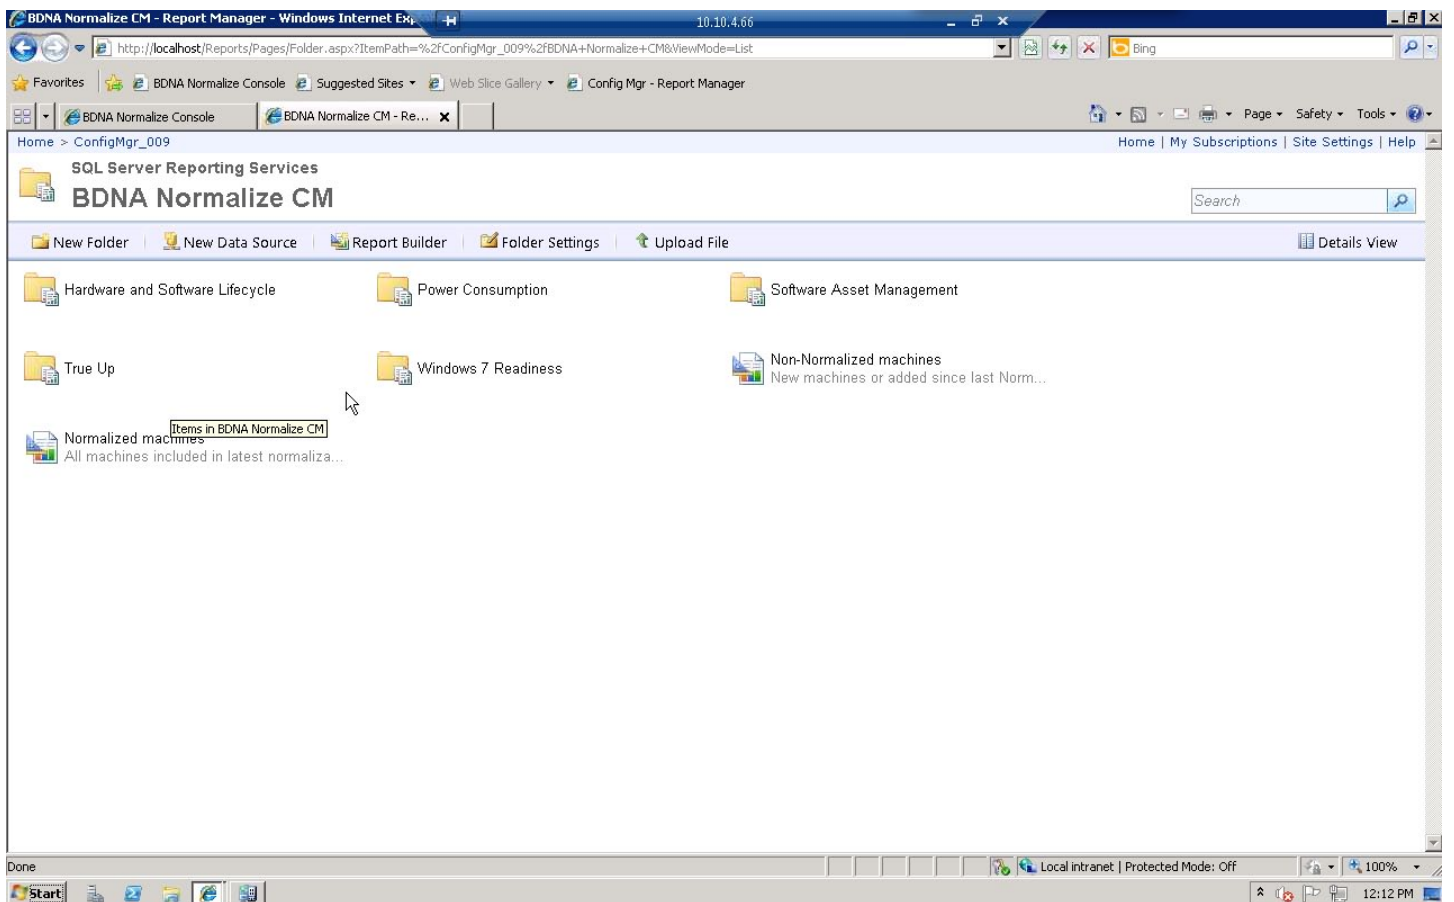 BDNA Normalize CM - Report Manager - Windows Internet Exp
10.10.4.66
http://localhost/Reports/Pages/Folder.aspx?ItemPath=%2fConfigMgr_009%2fBDNA+Normalize+CM&ViewMode=List
Bing
Favorites BDNA Normalize Console Suggested Sites Web Slice Gallery Config Mgr - Report Manager
BDNA Normalize Console BDNA Normalize CM - Re... Page Safety Tools
Home > ConfigMgr_009 Home | My Subscriptions | Site Settings | Help
SQL Server Reporting Services
BDNA Normalize CM
Search
New Folder New Data Source Report Builder Folder Settings Upload File Details View
Hardware and Software Lifecycle Power Consumption Software Asset Management
True Up Windows 7 Readiness Non-Normalized machines
New machines or added since last Norm...
Items in BDNA Normalize CM
Normalized machines
All machines included in latest normaliza...
Done Local intranet | Protected Mode: Off 100%
Start 12:12 PM